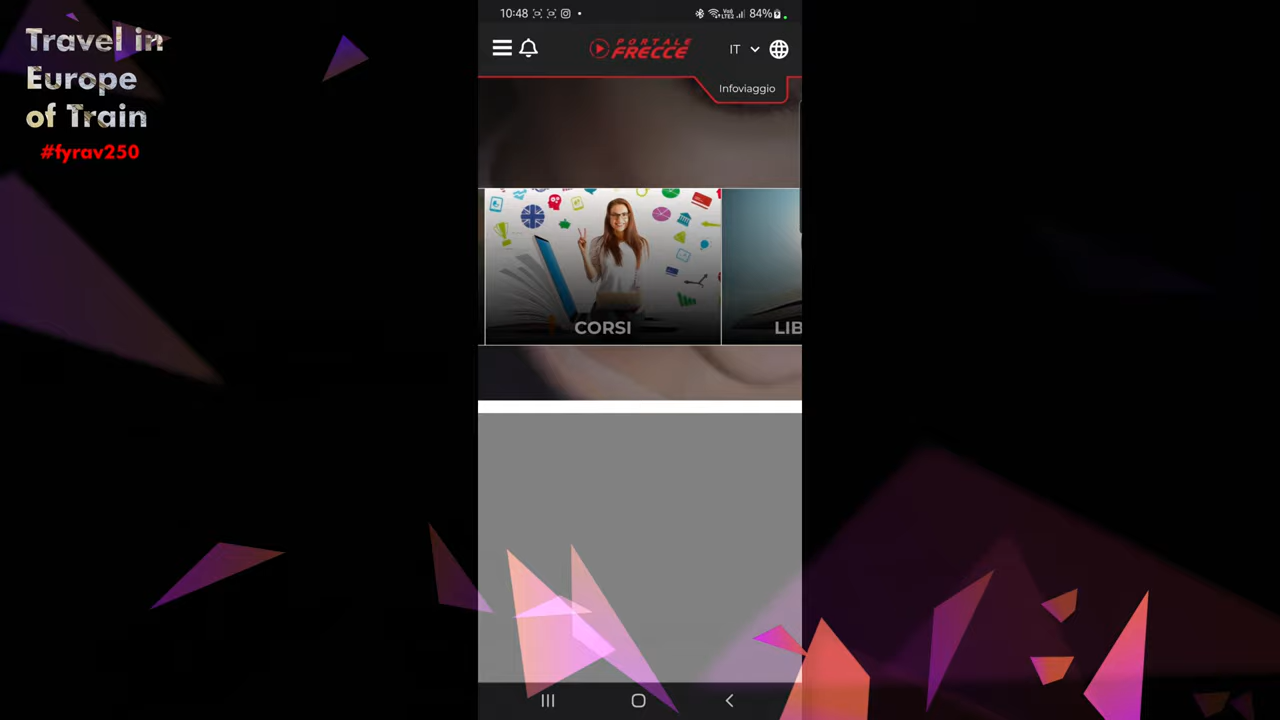 Travel in
Europe
of Train
#fyrav250
10:48
84%
PORTALE
FRECCE
IT
Infoviaggio
CORSI
LIB